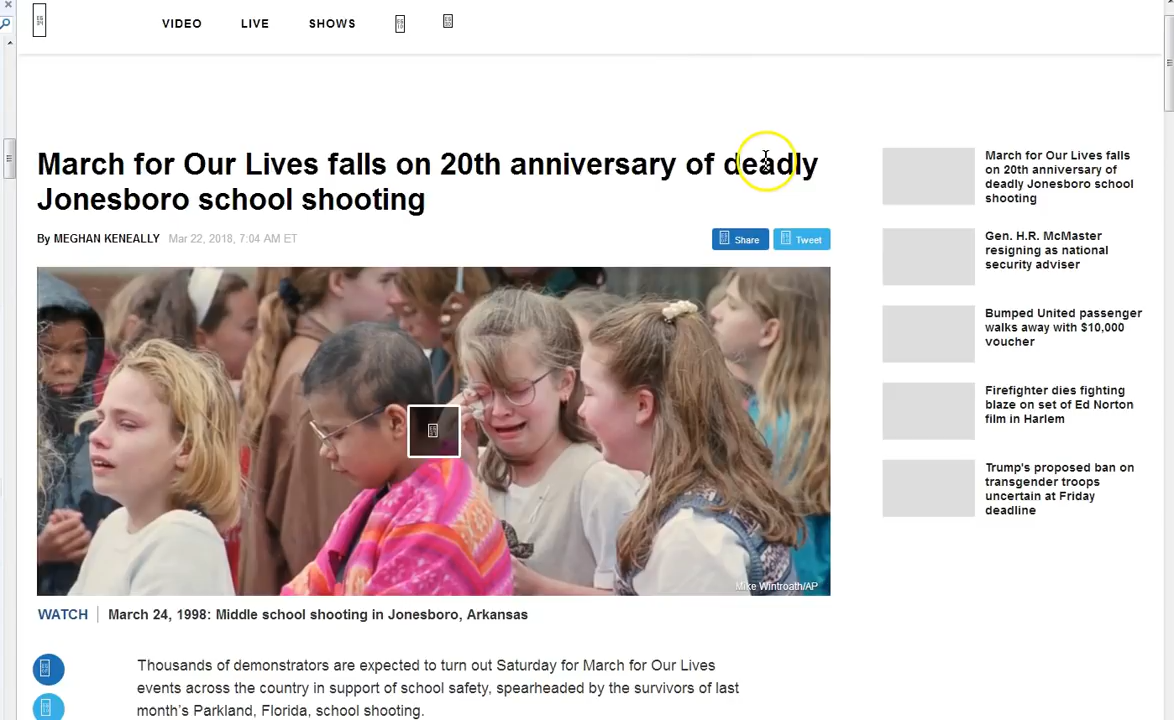 VIDEO LIVE SHOWS
March for Our Lives falls on 20th anniversary of deadly
Jonesboro school shooting
By MEGHAN KENEALLY Mar 22, 2018, 7:04 AM ET
Share Tweet
Mike Wintroath/AP
WATCH March 24, 1998: Middle school shooting in Jonesboro, Arkansas
Thousands of demonstrators are expected to turn out Saturday for March for Our Lives
events across the country in support of school safety, spearheaded by the survivors of last
month's Parkland, Florida, school shooting.
March for Our Lives falls
on 20th anniversary of
deadly Jonesboro school
shooting
Gen. H.R. McMaster
resigning as national
security adviser
Bumped United passenger
walks away with $10,000
voucher
Firefighter dies fighting
blaze on set of Ed Norton
film in Harlem
Trump's proposed ban on
transgender troops
uncertain at Friday
deadline